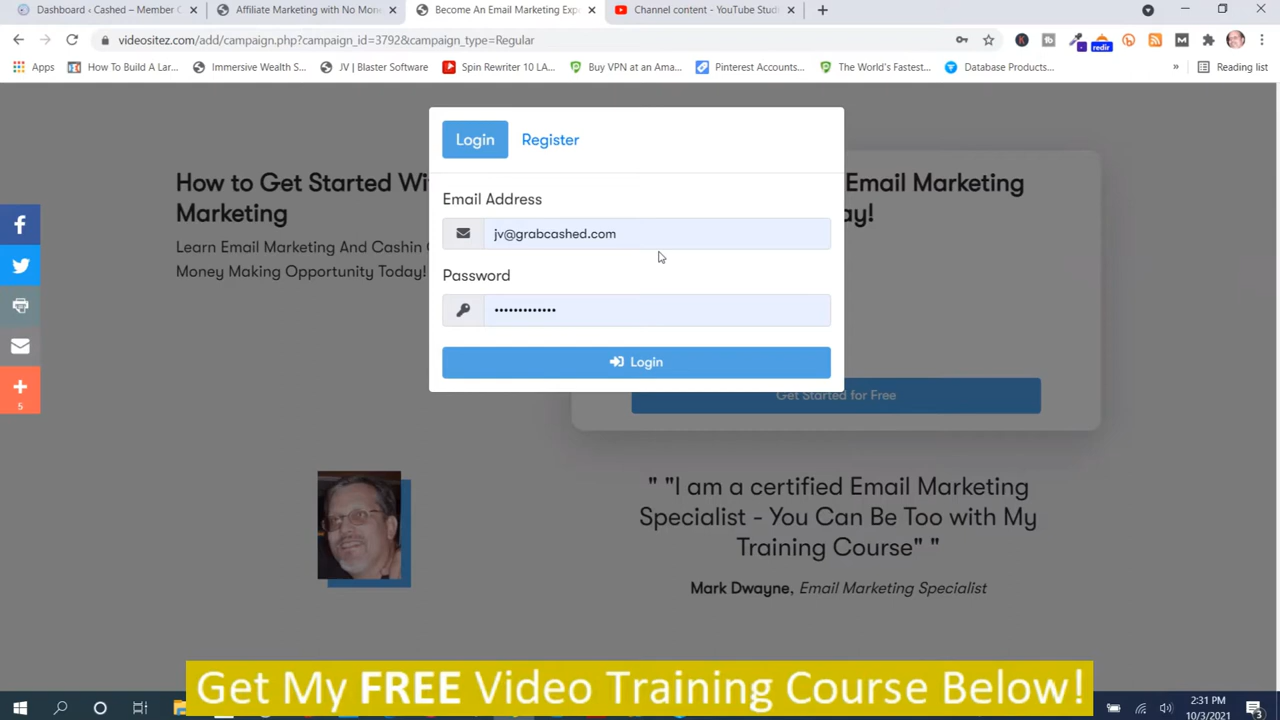 Dashboard ‹ Cashed – Member C
Affiliate Marketing with No Mone
Become An Email Marketing Exp
Channel content - YouTube Studi
videositez.com/add/campaign.php?campaign_id=3792&campaign_type=Regular
redir
Apps
How To Build A Lar...
Immersive Wealth S...
JV | Blaster Software
Spin Rewriter 10 LA...
Buy VPN at an Ama...
Pinterest Accounts...
The World's Fastest...
Database Products...
»
Reading list
Login
Register
How to Get Started Wi
Marketing
Learn Email Marketing And Cashin
Money Making Opportunity Today!
Email Address
jv@grabcashed.com
Password
•••••••••••••
Login
Email Marketing
ay!
Get Started for Free
5
" "I am a certified Email Marketing
Specialist - You Can Be Too with My
Training Course" "
Mark Dwayne, Email Marketing Specialist
Get My FREE Video Training Course Below!
2:31 PM
10/3/2021
3